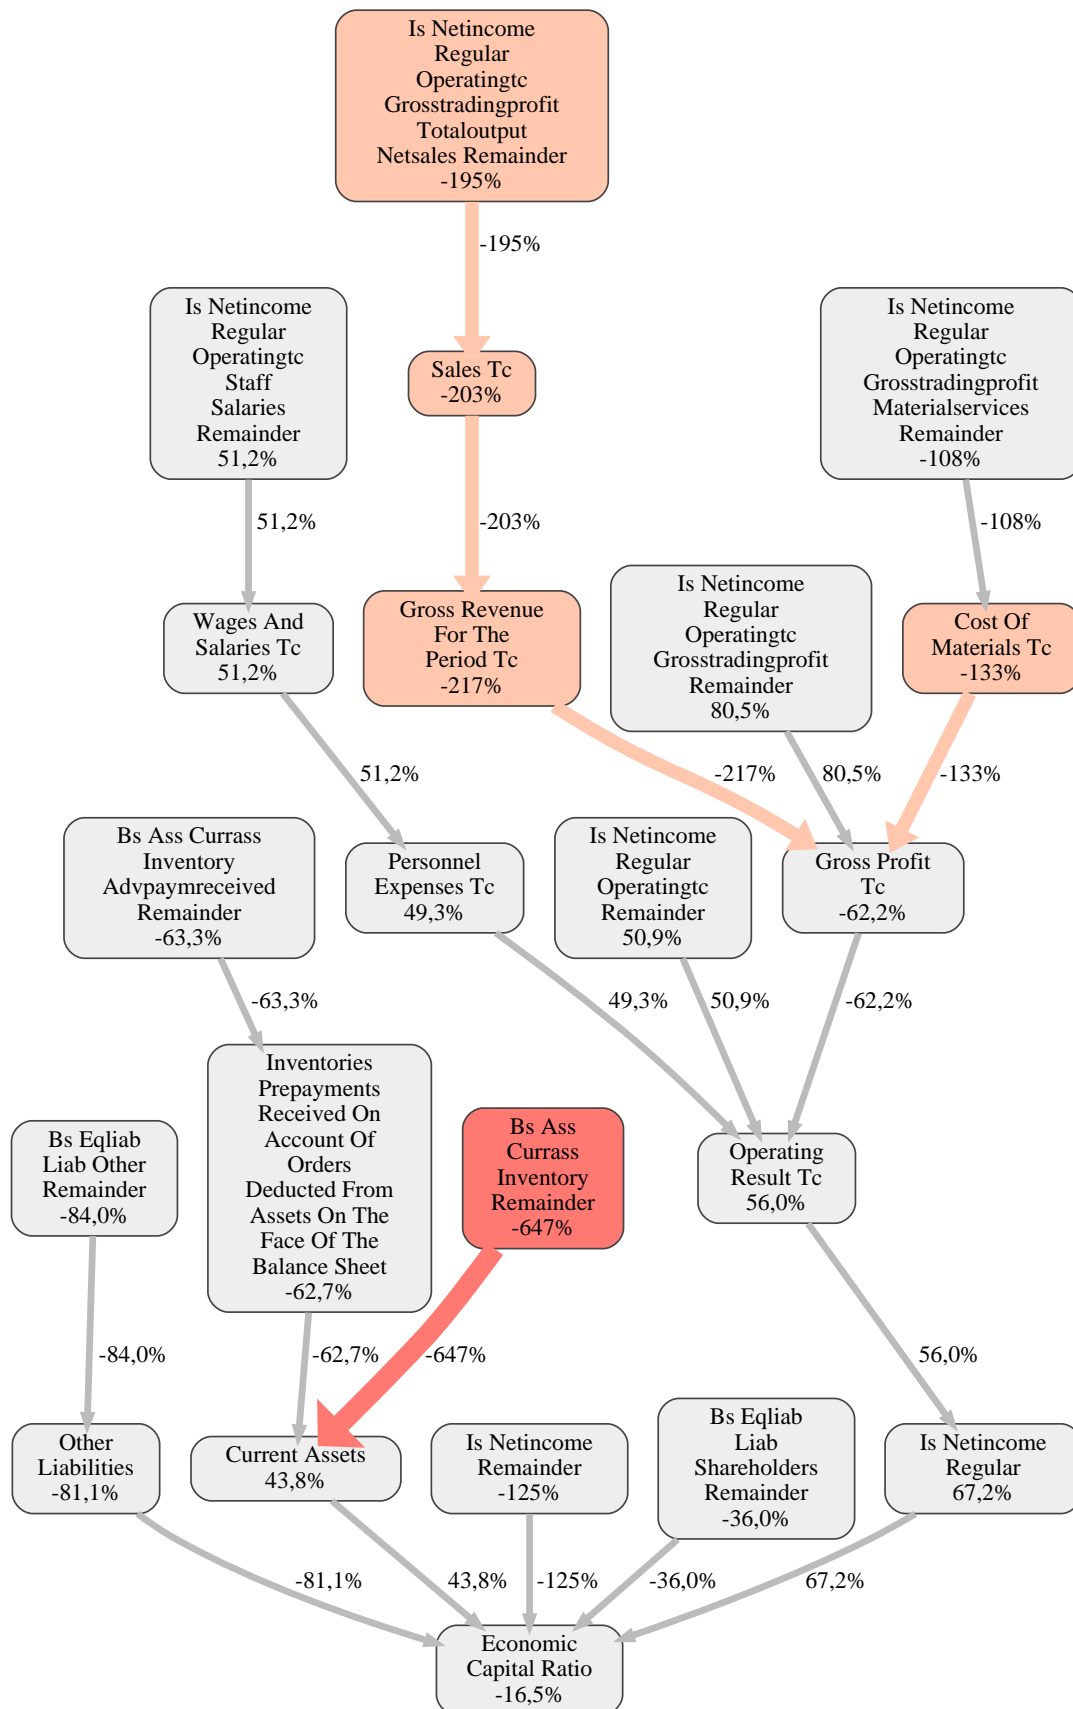 Is Netincome
Regular
Operatingtc
Grosstradingprofit
Totaloutput
Netsales Remainder
-195%
-195%
Is Netincome
Regular
Operatingtc
Staff
Salaries
Remainder
51,2%
Sales Tc
-203%
Is Netincome
Regular
Operatingtc
Grosstradingprofit
Materialservices
Remainder
-108%
51,2%
-203%
-108%
Wages And
Salaries Tc
51,2%
Gross Revenue
For The
Period Tc
-217%
Is Netincome
Regular
Operatingtc
Grosstradingprofit
Remainder
80,5%
Cost Of
Materials Tc
-133%
51,2%
-217%
80,5%
-133%
Bs Ass Currass
Inventory
Advpaymreceived
Remainder
-63,3%
Personnel
Expenses Tc
49,3%
Is Netincome
Regular
Operatingtc
Remainder
50,9%
Gross Profit
Tc
-62,2%
-63,3%
49,3%
50,9%
-62,2%
Bs Eqliab
Liab Other
Remainder
-84,0%
Inventories
Prepayments
Received On
Account Of
Orders
Deducted From
Assets On The
Face Of The
Balance Sheet
-62,7%
Bs Ass
Currass
Inventory
Remainder
-647%
Operating
Result Tc
56,0%
-84,0%
-62,7%
-647%
56,0%
Other
Liabilities
-81,1%
Current Assets
43,8%
Is Netincome
Remainder
-125%
Bs Eqliab
Liab
Shareholders
Remainder
-36,0%
Is Netincome
Regular
67,2%
-81,1%
43,8%
-125%
-36,0%
67,2%
Economic
Capital Ratio
-16,5%